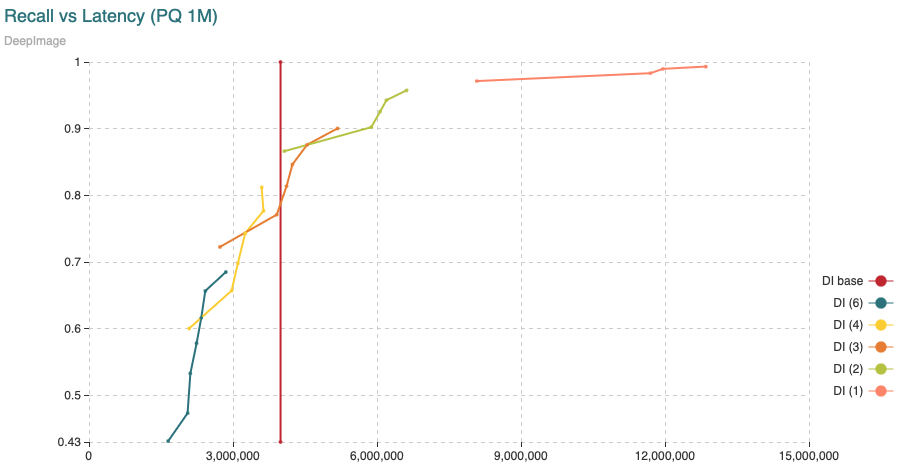 Recall vs Latency (PQ 1M)
DeepImage
1
0.9
0.8
0.7
0.6
0.5
0.43
0
3,000,000
6,000,000
9,000,000
12,000,000
15,000,000
DI base
DI (6)
DI (4)
DI (3)
DI (2)
DI (1)